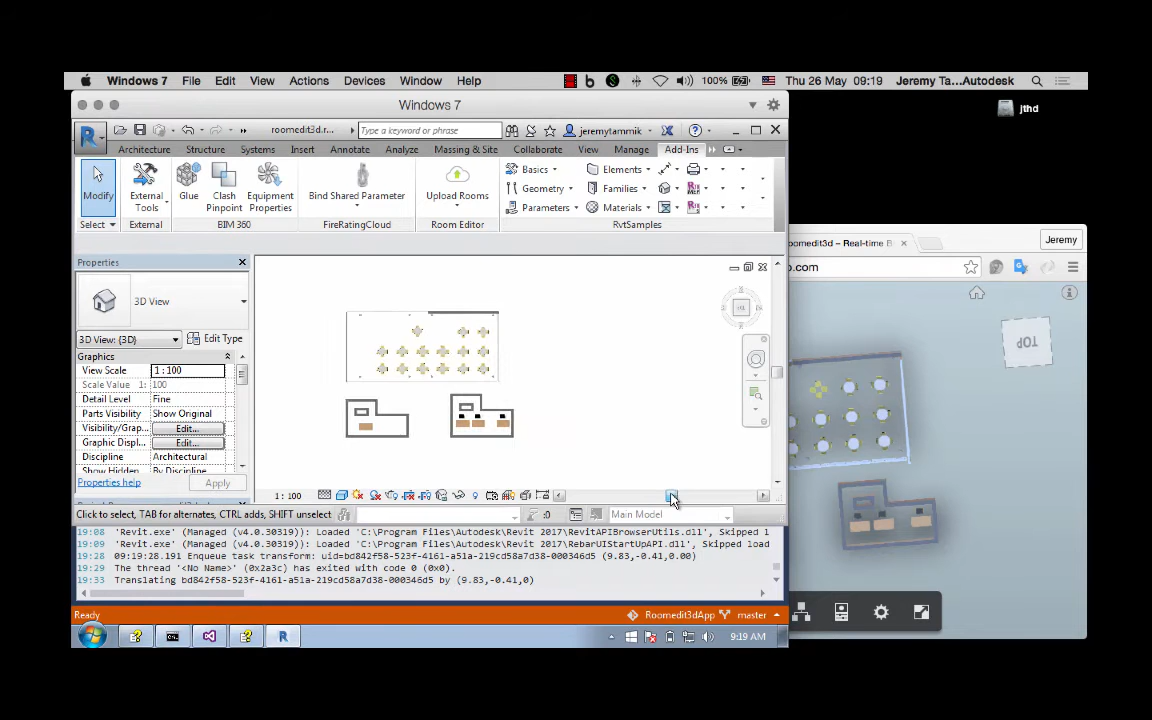 Windows 7 File Edit View Actions Devices Window Help 100% Thu 26 May 09:19 Jeremy Ta...Autodesk
Windows 7
jthd
roomedit3d.r... Type a keyword or phrase jeremytammik
Architecture Structure Systems Insert Annotate Analyze Massing & Site Collaborate View Manage Add-Ins
Modify External Tools Glue Clash Pinpoint Equipment Properties Bind Shared Parameter Upload Rooms
Basics Elements
Geometry Families
Parameters Materials
Select External BIM 360 FireRatingCloud Room Editor RvtSamples
oomedit3d – Real-time B Jeremy
p.com
Properties
3D View
3D View: {3D} Edit Type
Graphics
View Scale 1 : 100
Scale Value 1: 100
Detail Level Fine
Parts Visibility Show Original
Visibility/Grap... Edit...
Graphic Displ... Edit...
Discipline Architectural
Show Hidden By Discipline
Properties help Apply
TOP
1 : 100
Click to select, TAB for alternates, CTRL adds, SHIFT unselect :0 Main Model
19:08 'Revit.exe' (Managed (v4.0.30319)): Loaded 'C:\Program Files\Autodesk\Revit 2017\RevitAPIBrowserUtils.dll', Skipped l
19:09 'Revit.exe' (Managed (v4.0.30319)): Loaded 'C:\Program Files\Autodesk\Revit 2017\RebarUIStartUpAPI.dll', Skipped load
19:28 09:19:28.191 Enqueue task transform: uid=bd842f58-523f-4161-a51a-219cd58a7d38-000346d5 (9.83,-0.41,0.00)
19:29 The thread '<No Name>' (0x2a3c) has exited with code 0 (0x0).
19:33 Translating bd842f58-523f-4161-a51a-219cd58a7d38-000346d5 by (9.83,-0.41,0)
Ready Roomedit3dApp master
9:19 AM